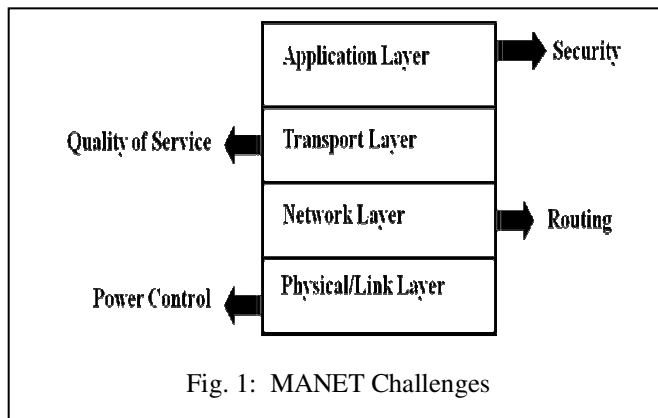 Application Layer
Security
Quality of Service
Transport Layer
Network Layer
Routing
Power Control
Physical/Link Layer
Fig. 1: MANET Challenges